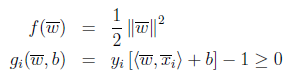 f(w̅) = 1/2 ‖w̅‖²
gᵢ(w̅, b) = yᵢ [⟨w̅, x̅ᵢ⟩ + b] − 1 ≥ 0